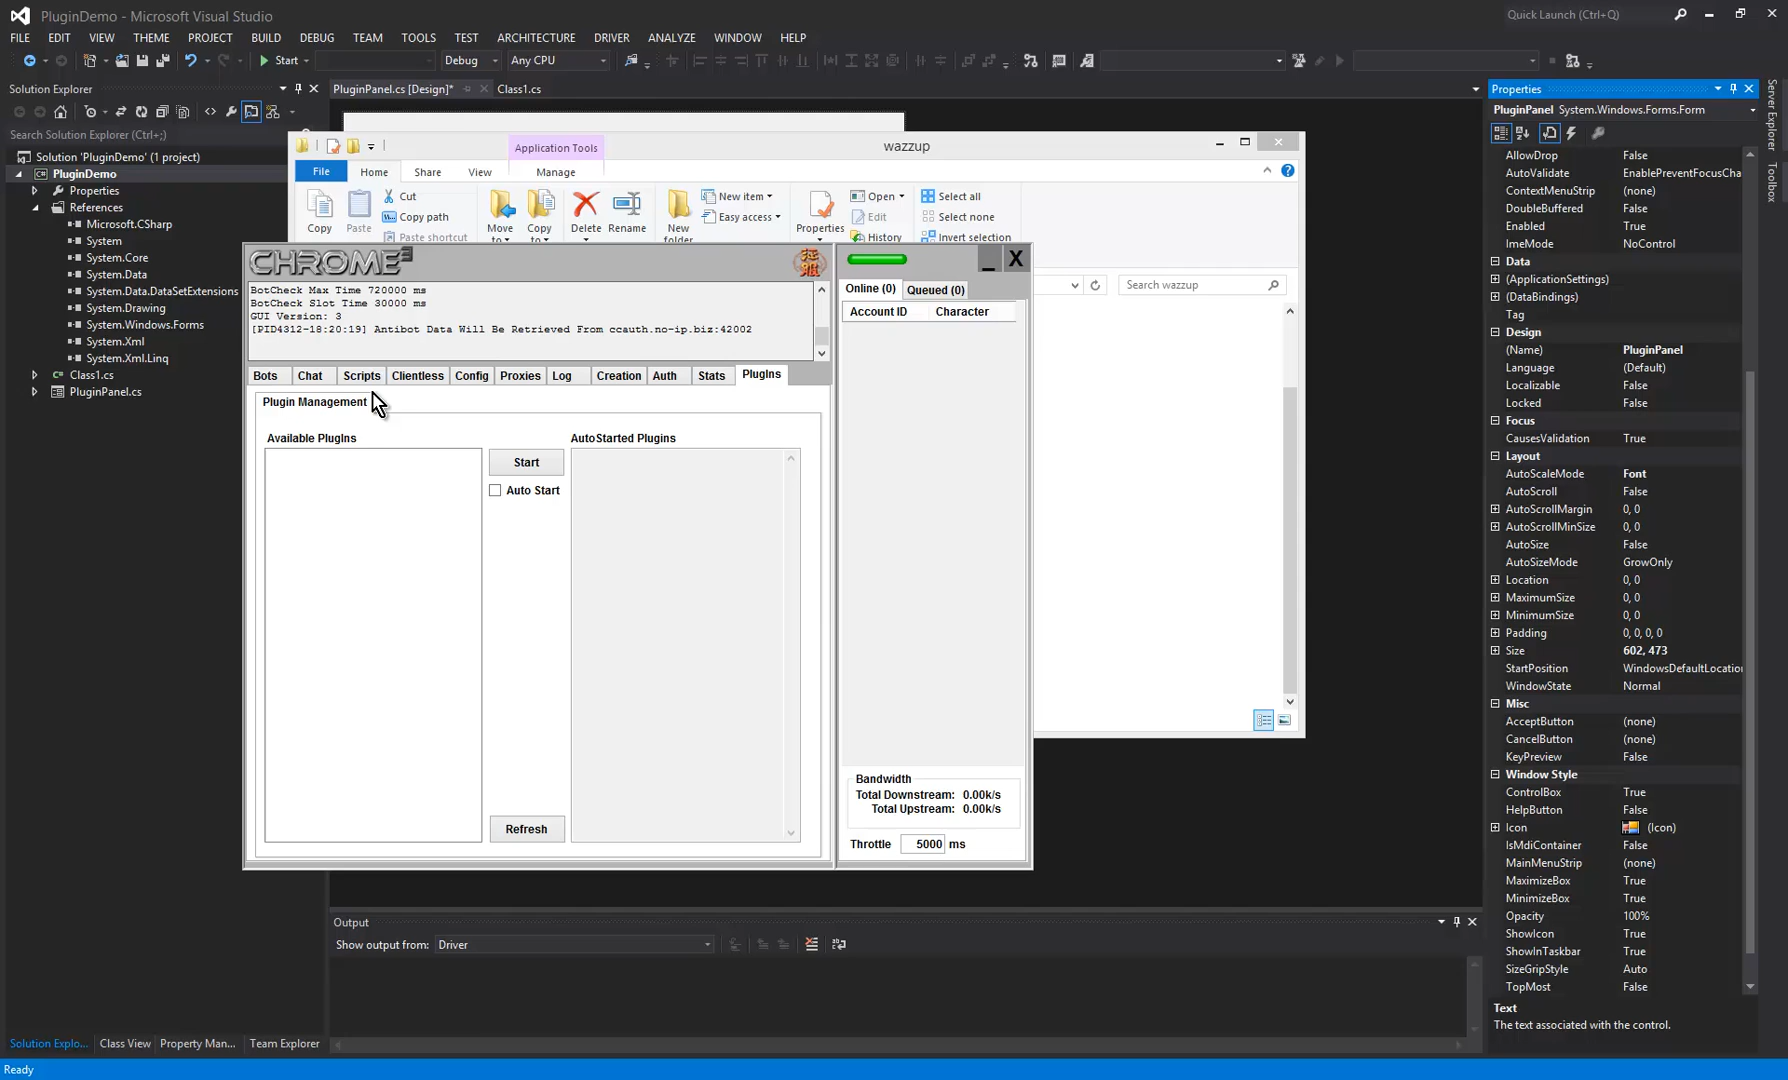 PluginDemo - Microsoft Visual Studio
Quick Launch (Ctrl+Q)
FILE EDIT VIEW THEME PROJECT BUILD DEBUG TEAM TOOLS TEST ARCHITECTURE DRIVER ANALYZE WINDOW HELP
Start Debug Any CPU
Solution Explorer
Search Solution Explorer (Ctrl+;)
Solution 'PluginDemo' (1 project)
PluginDemo
Properties
References
Microsoft.CSharp
System
System.Core
System.Data
System.Data.DataSetExtensions
System.Drawing
System.Windows.Forms
System.Xml
System.Xml.Linq
Class1.cs
PluginPanel.cs
Solution Explo... Class View Property Man... Team Explorer
Ready
PluginPanel.cs [Design]* Class1.cs
Application Tools
wazzup
File Home Share View Manage
Copy
Paste
Cut
Copy path
Paste shortcut
Move to
Copy to
Delete
Rename
New folder
New item
Easy access
Properties
Open
Edit
History
Select all
Select none
Invert selection
Search wazzup
CHROME3
BotCheck Max Time 720000 ms
BotCheck Slot Time 30000 ms
GUI Version: 3
[PID4312-18:20:19] Antibot Data Will Be Retrieved From ccauth.no-ip.biz:42002
Bots Chat Scripts Clientless Config Proxies Log Creation Auth Stats PlugIns
Plugin Management
Available PlugIns
Start
Auto Start
Refresh
AutoStarted Plugins
X
Online (0) Queued (0)
Account ID Character
Bandwidth
Total Downstream: 0.00k/s
Total Upstream: 0.00k/s
Throttle 5000 ms
Output
Show output from: Driver
Properties
PluginPanel System.Windows.Forms.Form
AllowDrop False
AutoValidate EnablePreventFocusCha
ContextMenuStrip (none)
DoubleBuffered False
Enabled True
ImeMode NoControl
Data
(ApplicationSettings)
(DataBindings)
Tag
Design
(Name) PluginPanel
Language (Default)
Localizable False
Locked False
Focus
CausesValidation True
Layout
AutoScaleMode Font
AutoScroll False
AutoScrollMargin 0, 0
AutoScrollMinSize 0, 0
AutoSize False
AutoSizeMode GrowOnly
Location 0, 0
MaximumSize 0, 0
MinimumSize 0, 0
Padding 0, 0, 0, 0
Size 602, 473
StartPosition WindowsDefaultLocation
WindowState Normal
Misc
AcceptButton (none)
CancelButton (none)
KeyPreview False
Window Style
ControlBox True
HelpButton False
Icon (Icon)
IsMdiContainer False
MainMenuStrip (none)
MaximizeBox True
MinimizeBox True
Opacity 100%
ShowIcon True
ShowInTaskbar True
SizeGripStyle Auto
TopMost False
Text
The text associated with the control.
Server Explorer
Toolbox